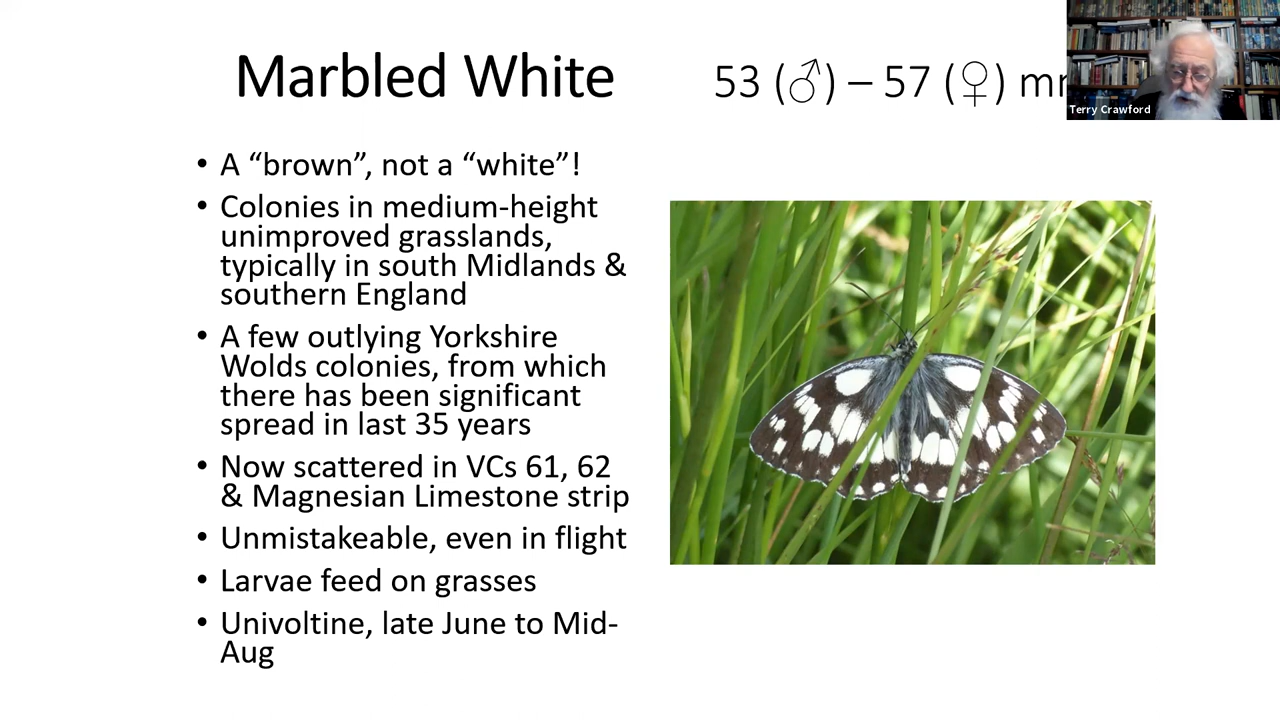 Marbled White
53 (♂) – 57 (♀) mm
Terry Crawford
• A “brown”, not a “white”!
• Colonies in medium-height
unimproved grasslands,
typically in south Midlands &
southern England
• A few outlying Yorkshire
Wolds colonies, from which
there has been significant
spread in last 35 years
• Now scattered in VCs 61, 62
& Magnesian Limestone strip
• Unmistakeable, even in flight
• Larvae feed on grasses
• Univoltine, late June to Mid-
Aug